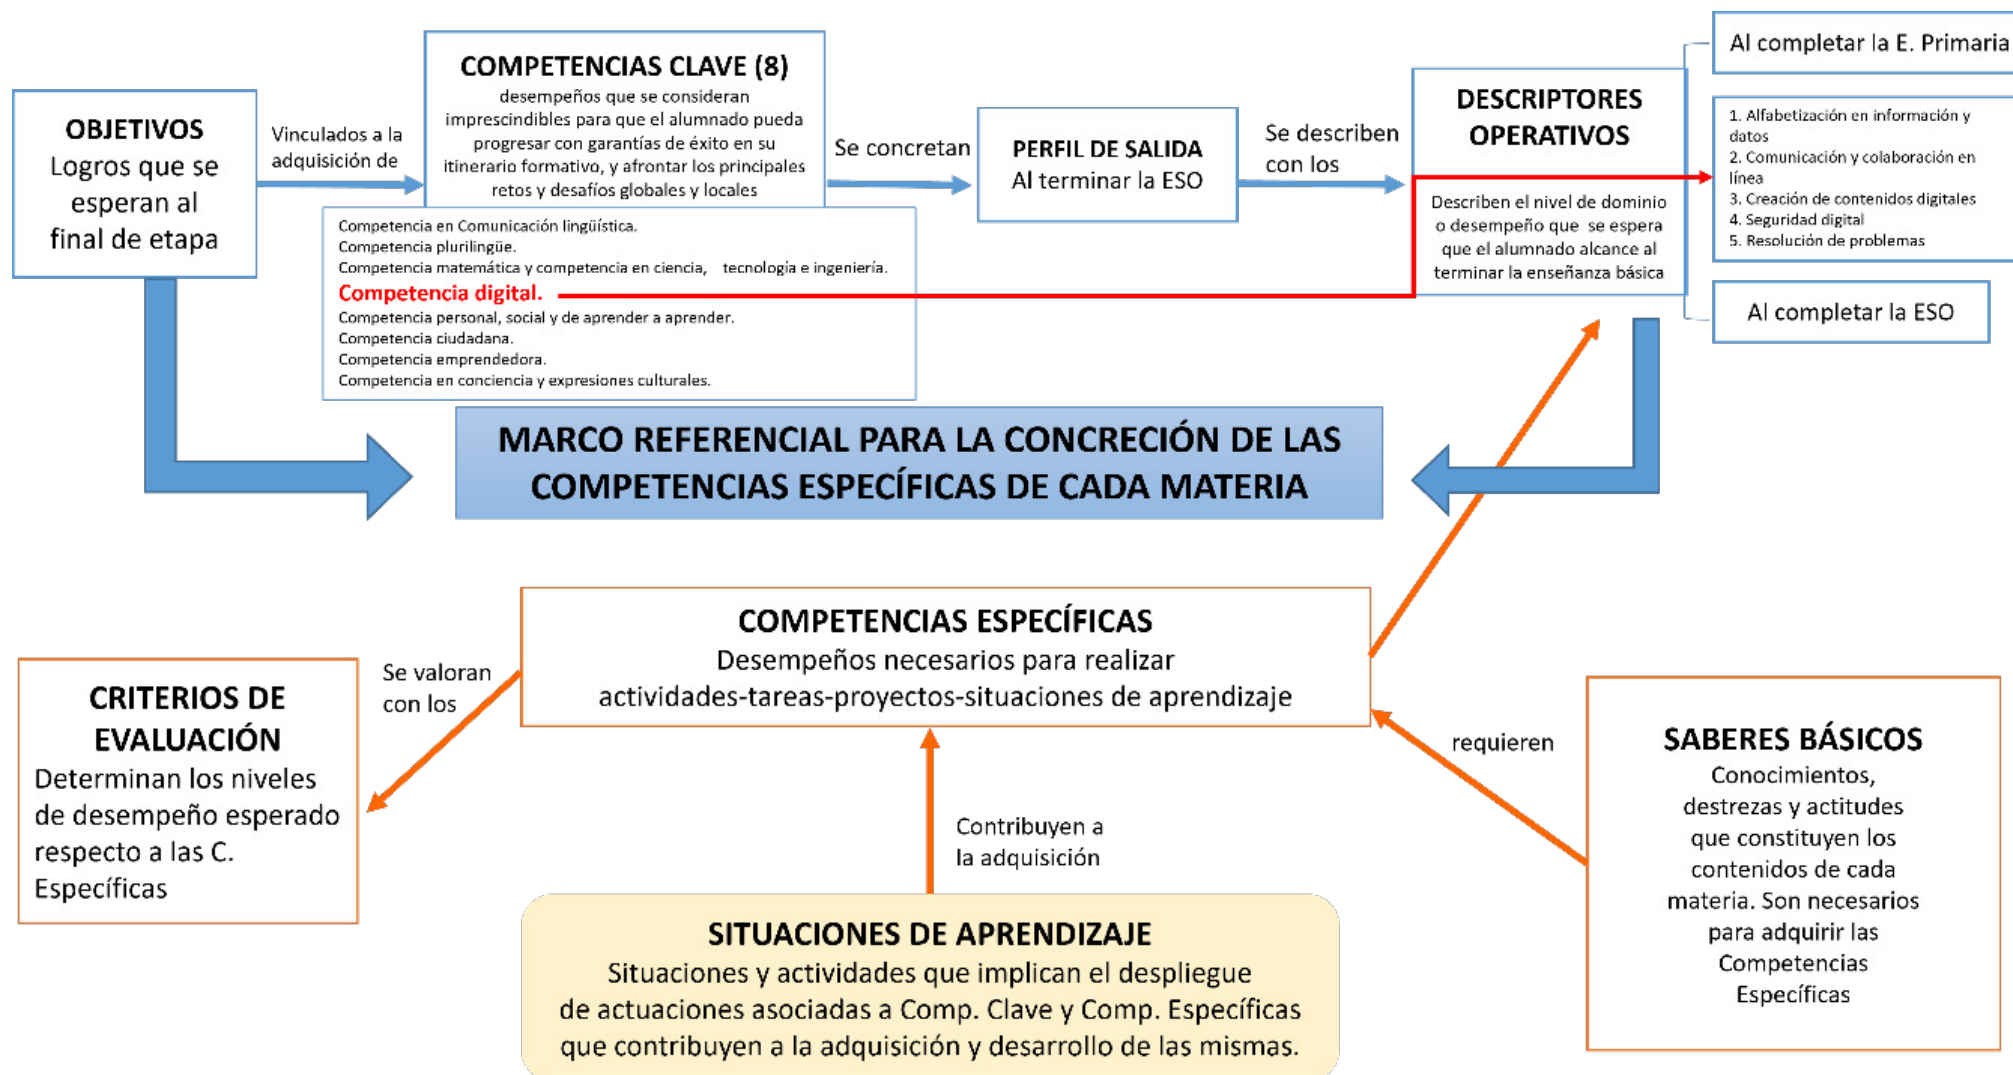 OBJETIVOS
Logros que se
esperan al
final de etapa
Vinculados a la
adquisición de
COMPETENCIAS CLAVE (8)
desempeños que se consideran
imprescindibles para que el alumnado pueda
progresar con garantías de éxito en su
itinerario formativo, y afrontar los principales
retos y desafíos globales y locales
Competencia en Comunicación lingüística.
Competencia plurilingüe.
Competencia matemática y competencia en ciencia, tecnología e ingeniería.
Competencia digital.
Competencia personal, social y de aprender a aprender.
Competencia ciudadana.
Competencia emprendedora.
Competencia en conciencia y expresiones culturales.
Se concretan
PERFIL DE SALIDA
Al terminar la ESO
Se describen
con los
DESCRIPTORES
OPERATIVOS
Describen el nivel de dominio
o desempeño que se espera
que el alumnado alcance al
terminar la enseñanza básica
Al completar la E. Primaria
1. Alfabetización en información y
datos
2. Comunicación y colaboración en
línea
3. Creación de contenidos digitales
4. Seguridad digital
5. Resolución de problemas
Al completar la ESO
MARCO REFERENCIAL PARA LA CONCRECIÓN DE LAS
COMPETENCIAS ESPECÍFICAS DE CADA MATERIA
COMPETENCIAS ESPECÍFICAS
Desempeños necesarios para realizar
actividades-tareas-proyectos-situaciones de aprendizaje
Se valoran
con los
CRITERIOS DE
EVALUACIÓN
Determinan los niveles
de desempeño esperado
respecto a las C.
Específicas
Contribuyen a
la adquisición
SITUACIONES DE APRENDIZAJE
Situaciones y actividades que implican el despliegue
de actuaciones asociadas a Comp. Clave y Comp. Específicas
que contribuyen a la adquisición y desarrollo de las mismas.
requieren
SABERES BÁSICOS
Conocimientos,
destrezas y actitudes
que constituyen los
contenidos de cada
materia. Son necesarios
para adquirir las
Competencias
Específicas